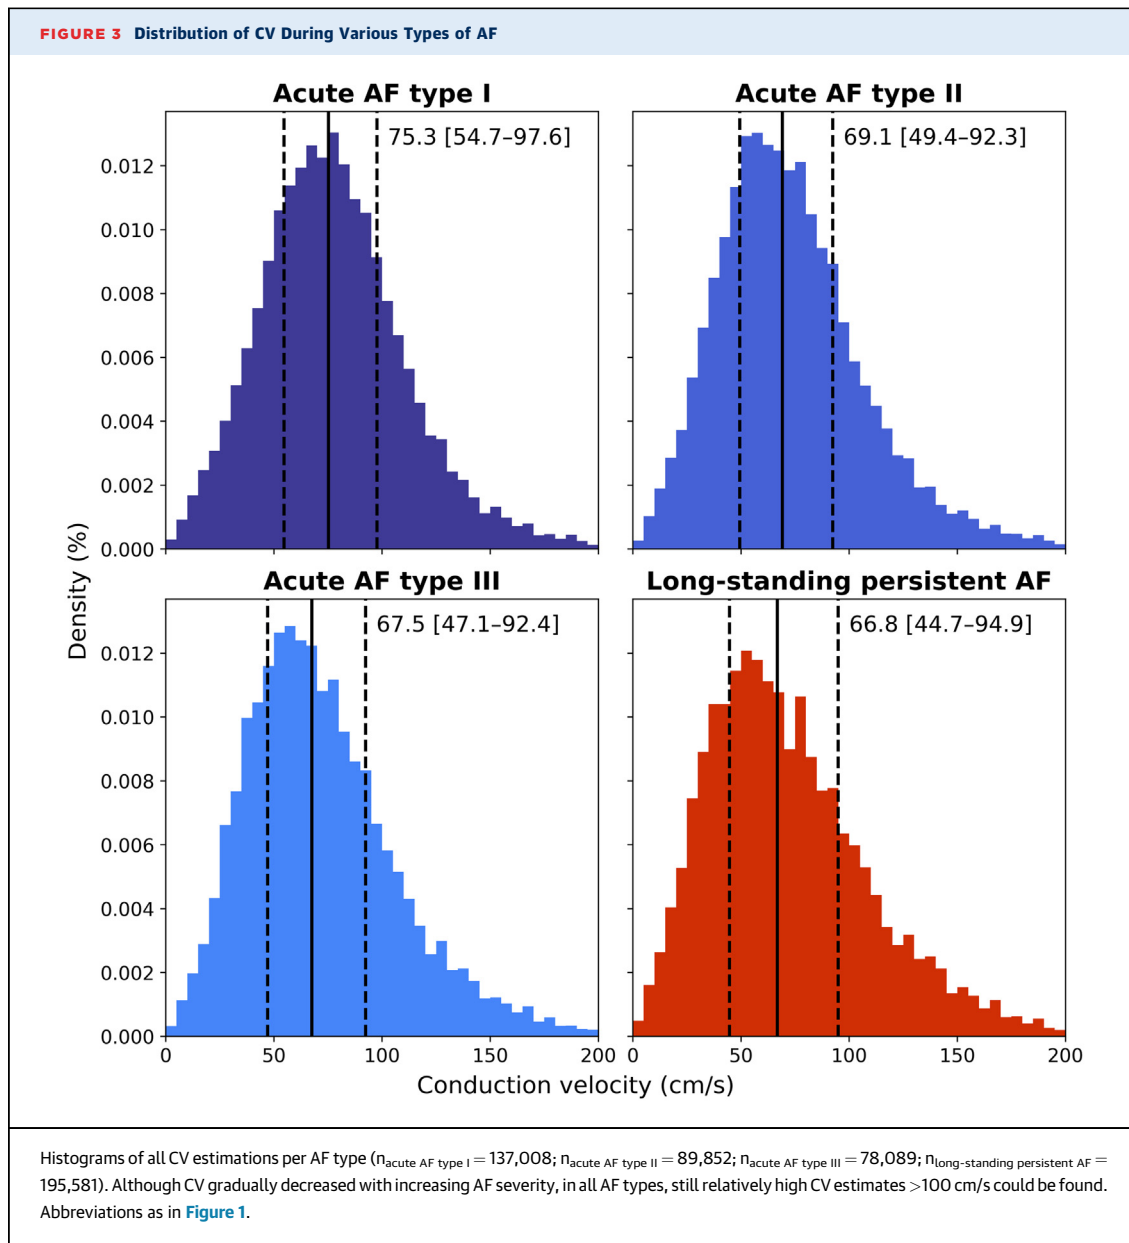 FIGURE 3 Distribution of CV During Various Types of AF
Acute AF type I
75.3 [54.7–97.6]
Acute AF type II
69.1 [49.4–92.3]
0.012
0.010
0.008
0.006
0.004
0.002
0.000
Density (%)
Acute AF type III
67.5 [47.1–92.4]
Long-standing persistent AF
66.8 [44.7–94.9]
0.012
0.010
0.008
0.006
0.004
0.002
0.000
0 50 100 150 200
0 50 100 150 200
Conduction velocity (cm/s)
Histograms of all CV estimations per AF type (n acute AF type I = 137,008; n acute AF type II = 89,852; n acute AF type III = 78,089; n long-standing persistent AF =
195,581). Although CV gradually decreased with increasing AF severity, in all AF types, still relatively high CV estimates >100 cm/s could be found.
Abbreviations as in Figure 1.